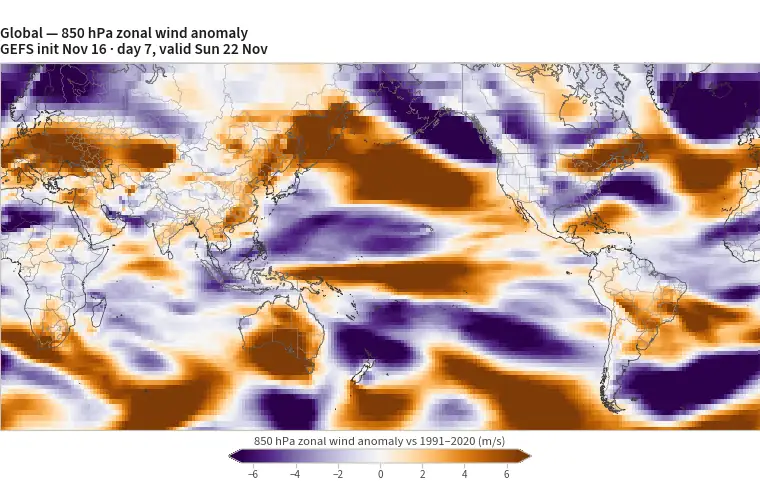 Global — 850 hPa zonal wind anomaly
GEFS init Nov 16 · day 7, valid Sun 22 Nov
850 hPa zonal wind anomaly vs 1991–2020 (m/s)
−6 −4 −2 0 2 4 6